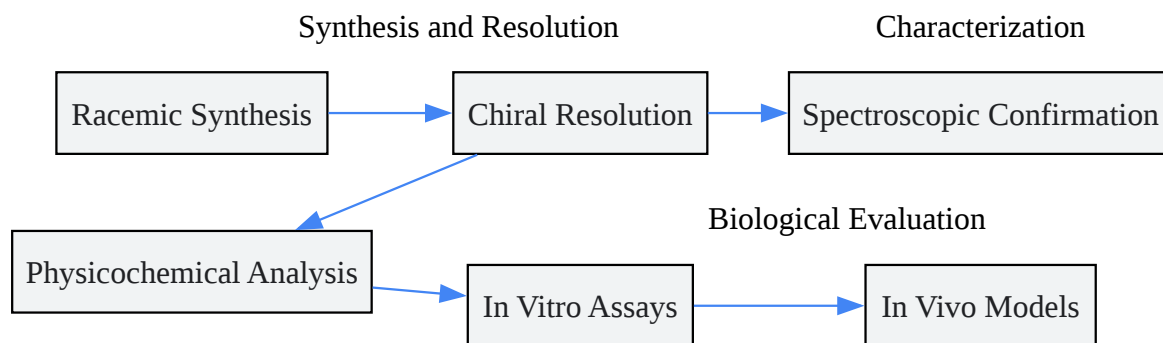 Synthesis and Resolution
Characterization
Racemic Synthesis
Chiral Resolution
Spectroscopic Confirmation
Biological Evaluation
Physicochemical Analysis
In Vitro Assays
In Vivo Models